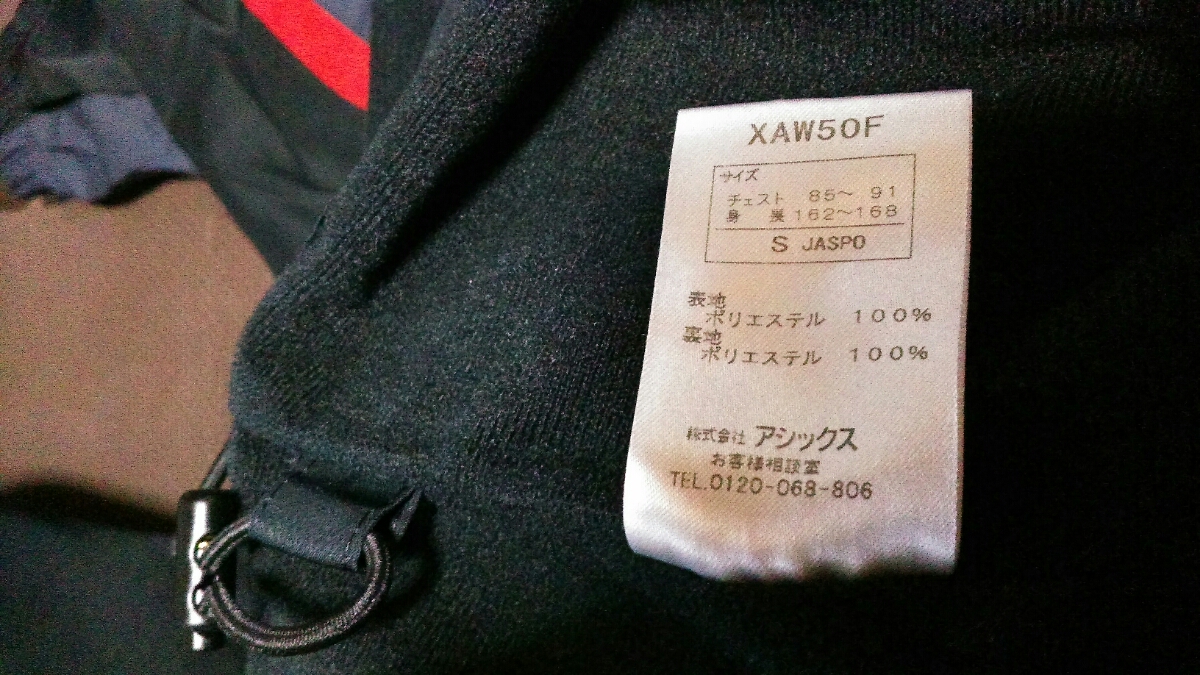 XAW50F
サイズ
チェスト 85～ 91
身 長 162～168
S JASPO
表地
ポリエステル 100%
裏地
ポリエステル 100%
株式会社 アシックス
お客様相談室
TEL.0120-068-806